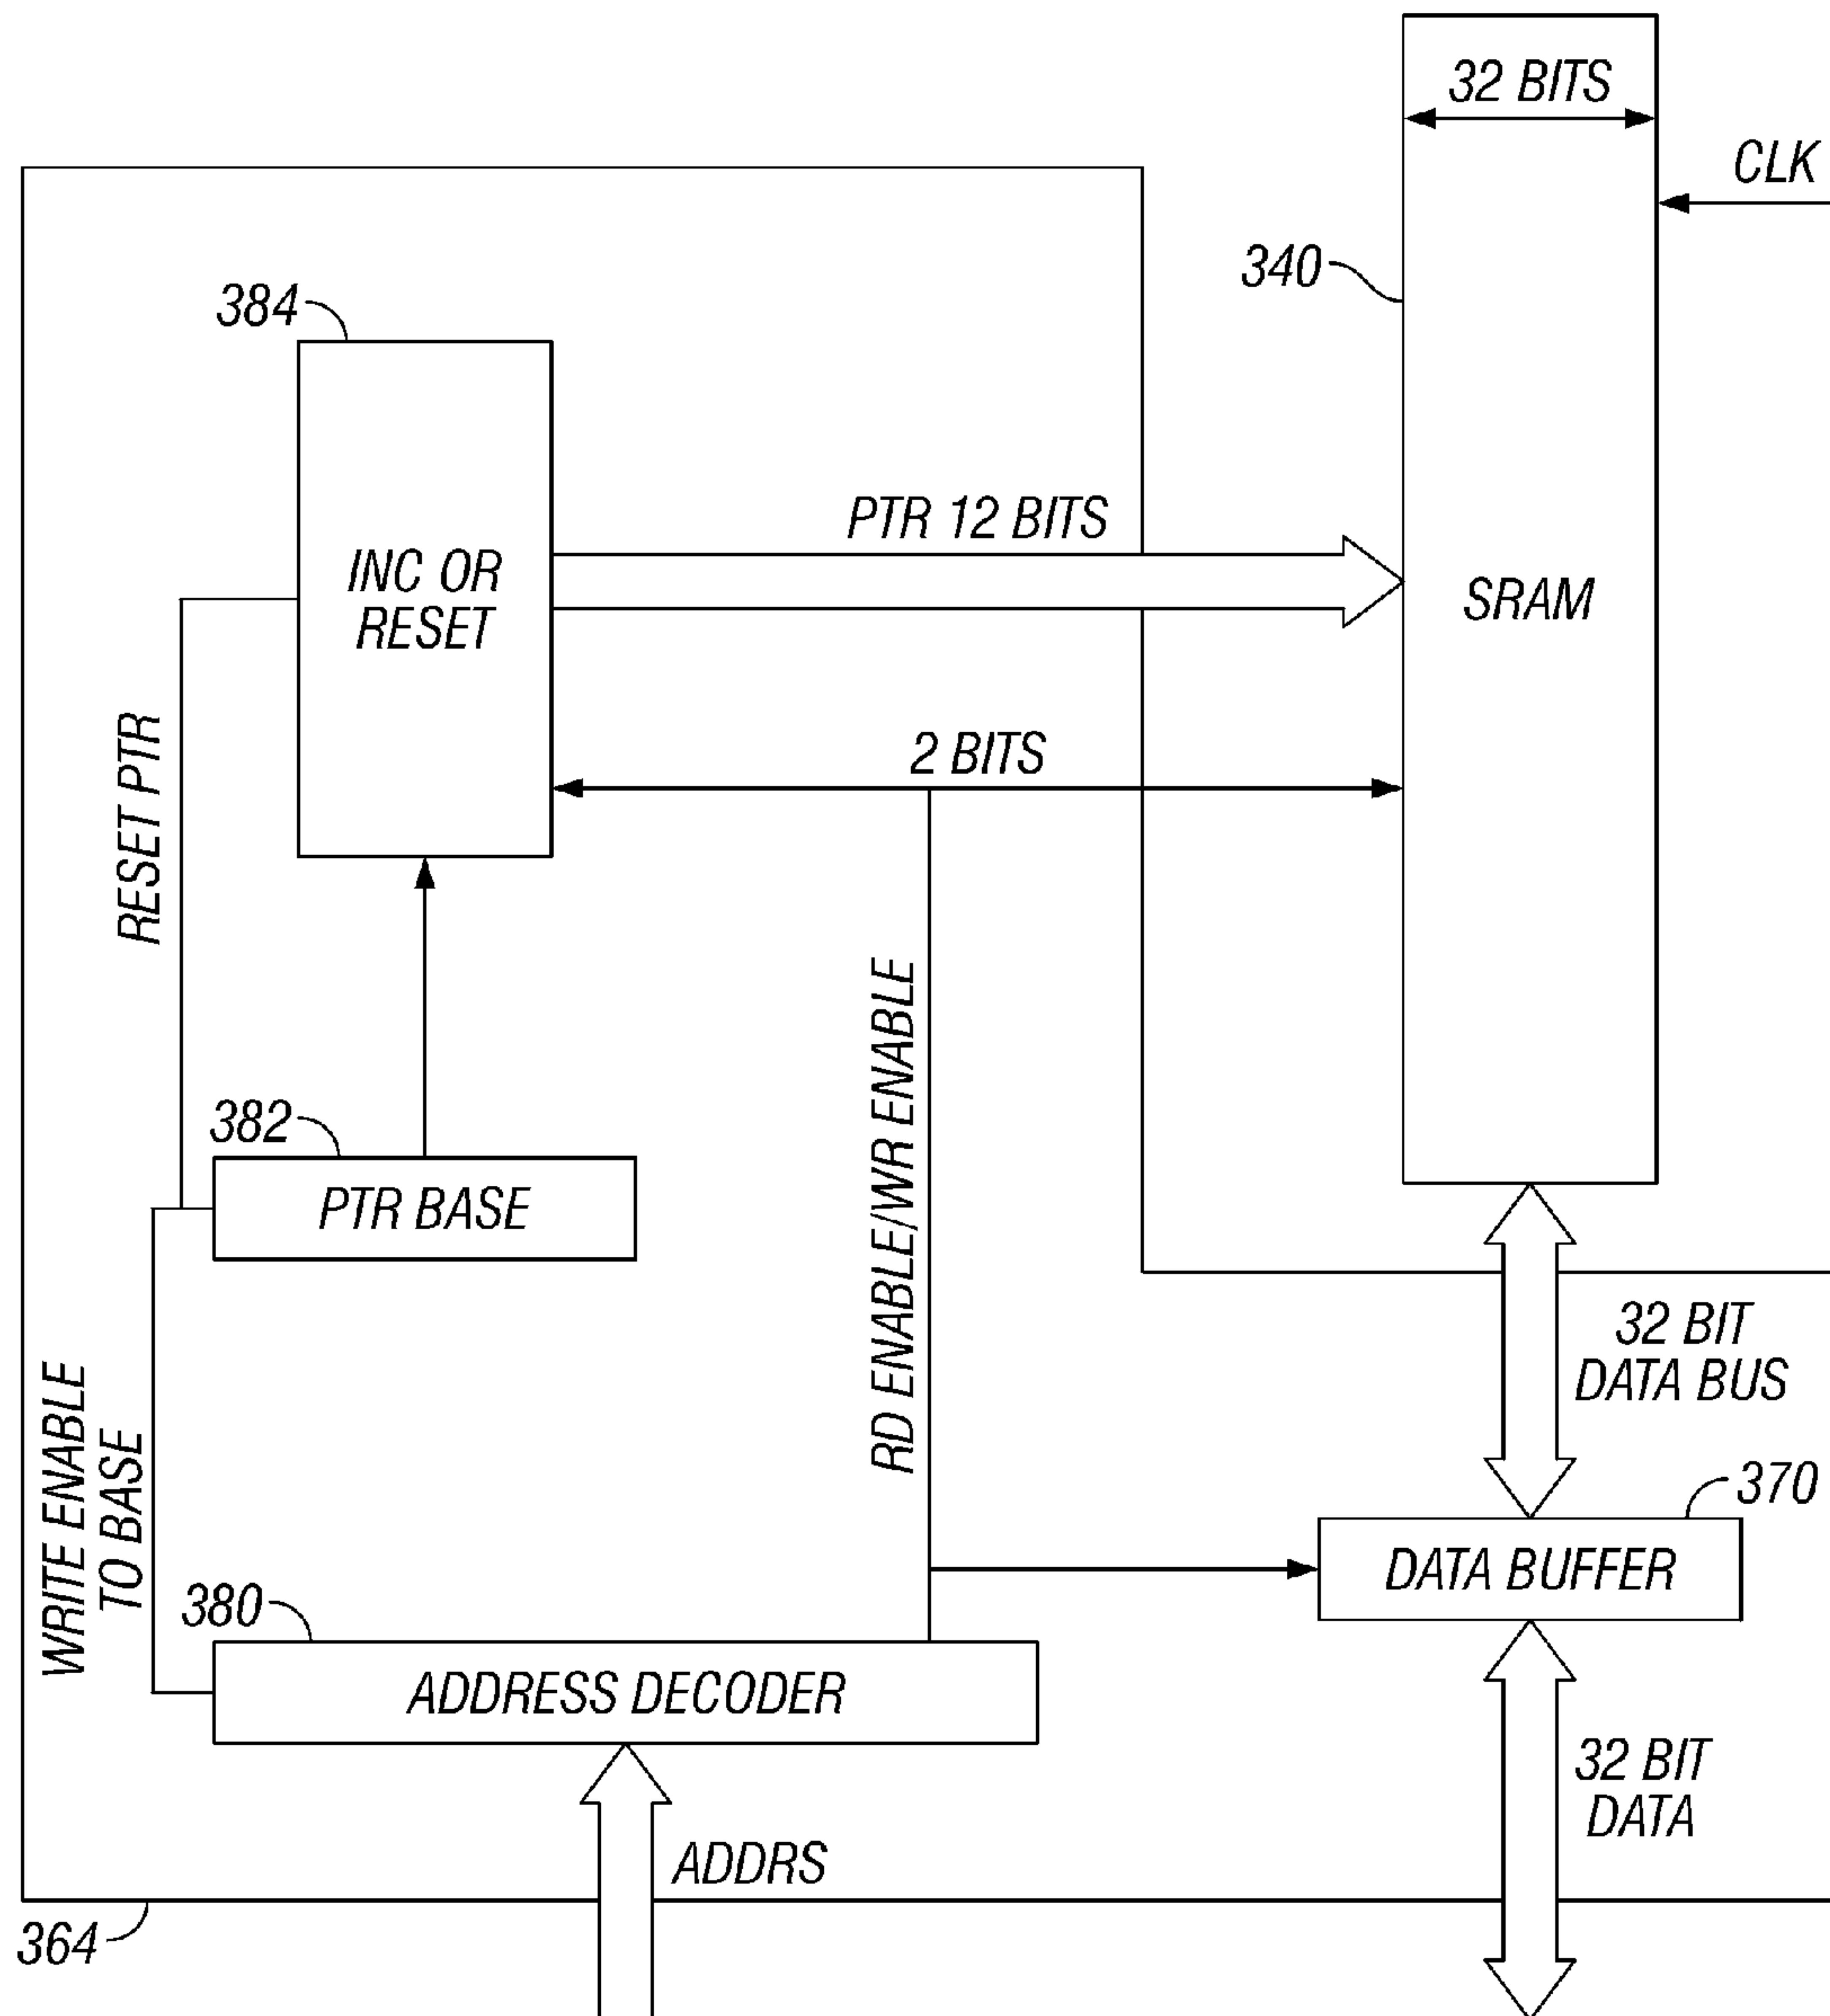 32 BITS
CLK
340
384
PTR 12 BITS
INC OR
RESET
SRAM
2 BITS
RESET PTR
RD ENABLE/WR ENABLE
382
PTR BASE
32 BIT
DATA BUS
WRITE ENABLE
TO BASE
370
DATA BUFFER
380
ADDRESS DECODER
32 BIT
DATA
ADDRS
364